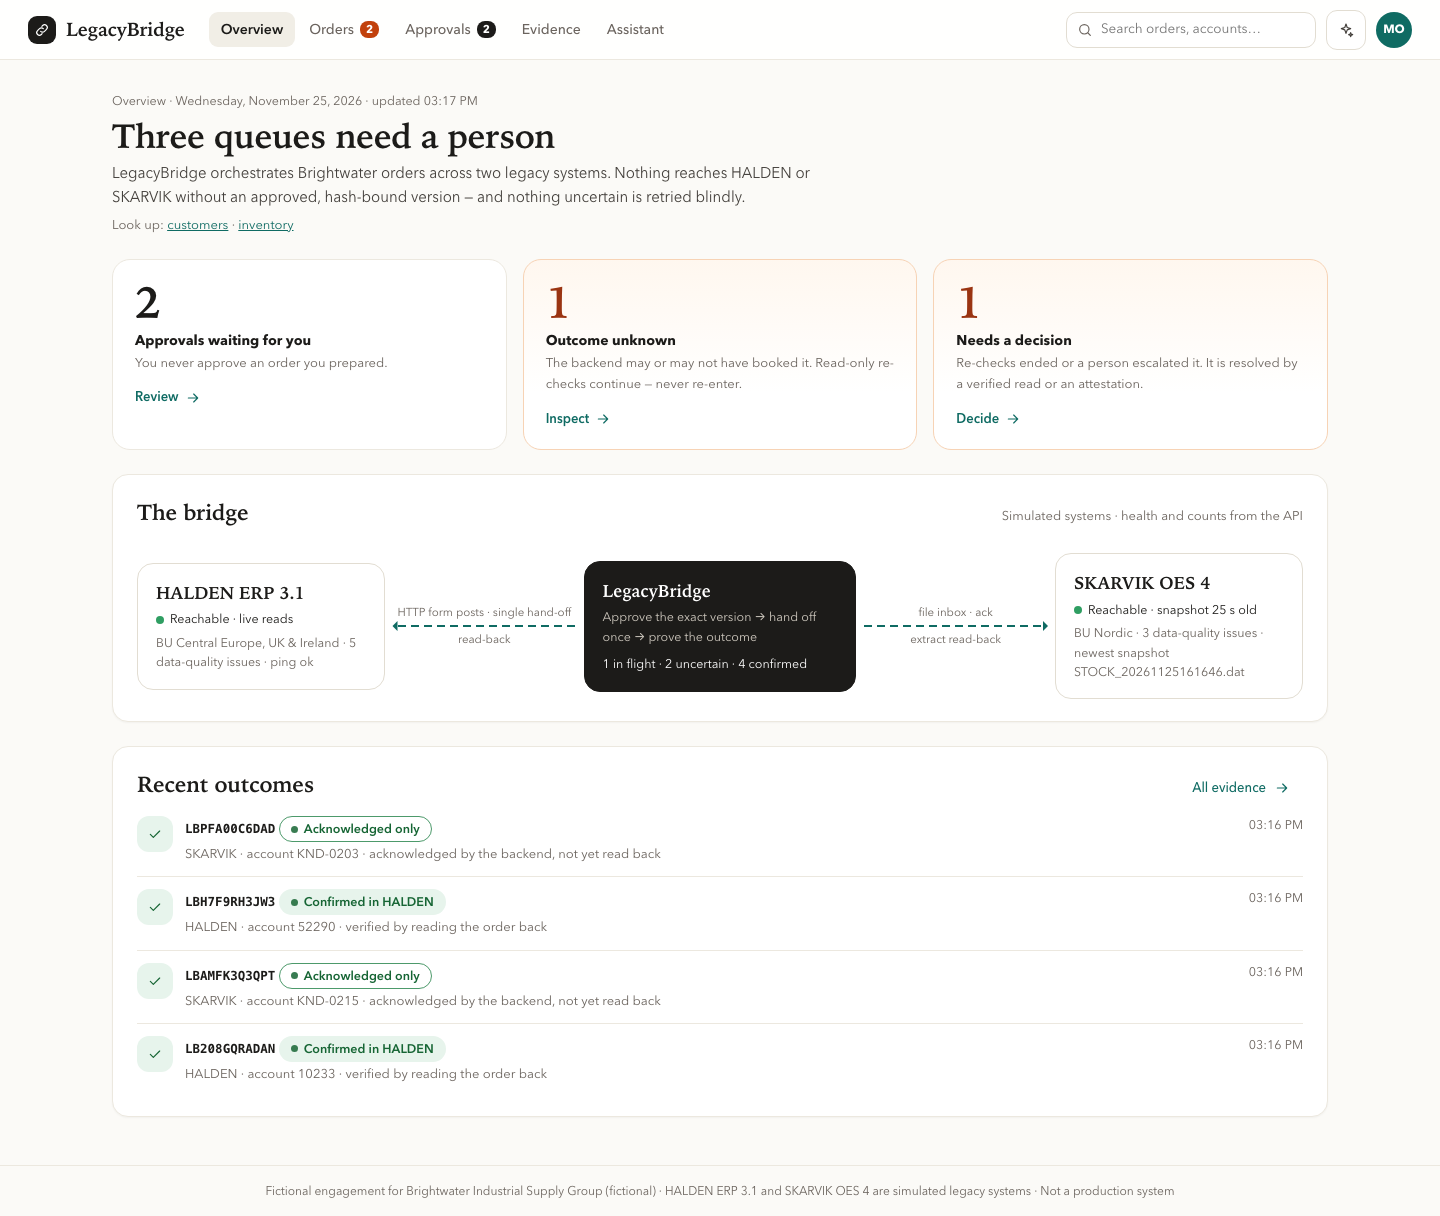 LegacyBridge
Overview
Orders 2
Approvals 2
Evidence
Assistant
Search orders, accounts…
MO
Overview · Wednesday, November 25, 2026 · updated 03:17 PM
Three queues need a person
LegacyBridge orchestrates Brightwater orders across two legacy systems. Nothing reaches HALDEN or
SKARVIK without an approved, hash-bound version — and nothing uncertain is retried blindly.
Look up: customers · inventory
2
Approvals waiting for you
You never approve an order you prepared.
Review →
1
Outcome unknown
The backend may or may not have booked it. Read-only re-
checks continue — never re-enter.
Inspect →
1
Needs a decision
Re-checks ended or a person escalated it. It is resolved by
a verified read or an attestation.
Decide →
The bridge
Simulated systems · health and counts from the API
HALDEN ERP 3.1
Reachable · live reads
BU Central Europe, UK & Ireland · 5
data-quality issues · ping ok
HTTP form posts · single hand-off
read-back
LegacyBridge
Approve the exact version → hand off
once → prove the outcome
1 in flight · 2 uncertain · 4 confirmed
file inbox · ack
extract read-back
SKARVIK OES 4
Reachable · snapshot 25 s old
BU Nordic · 3 data-quality issues ·
newest snapshot
STOCK_20261125161646.dat
Recent outcomes
All evidence →
LBPFA00C6DAD Acknowledged only
03:16 PM
SKARVIK · account KND-0203 · acknowledged by the backend, not yet read back
LBH7F9RH3JW3 Confirmed in HALDEN
03:16 PM
HALDEN · account 52290 · verified by reading the order back
LBAMFK3Q3QPT Acknowledged only
03:16 PM
SKARVIK · account KND-0215 · acknowledged by the backend, not yet read back
LB208GQRADAN Confirmed in HALDEN
03:16 PM
HALDEN · account 10233 · verified by reading the order back
Fictional engagement for Brightwater Industrial Supply Group (fictional) · HALDEN ERP 3.1 and SKARVIK OES 4 are simulated legacy systems · Not a production system